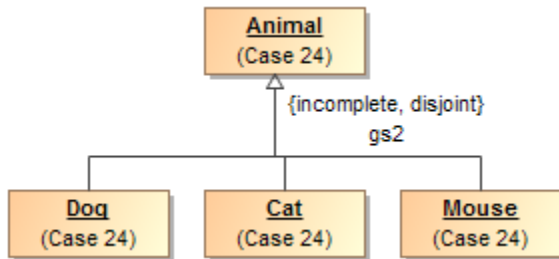 Animal
(Case 24)
{incomplete, disjoint}
gs2
Dog
(Case 24)
Cat
(Case 24)
Mouse
(Case 24)